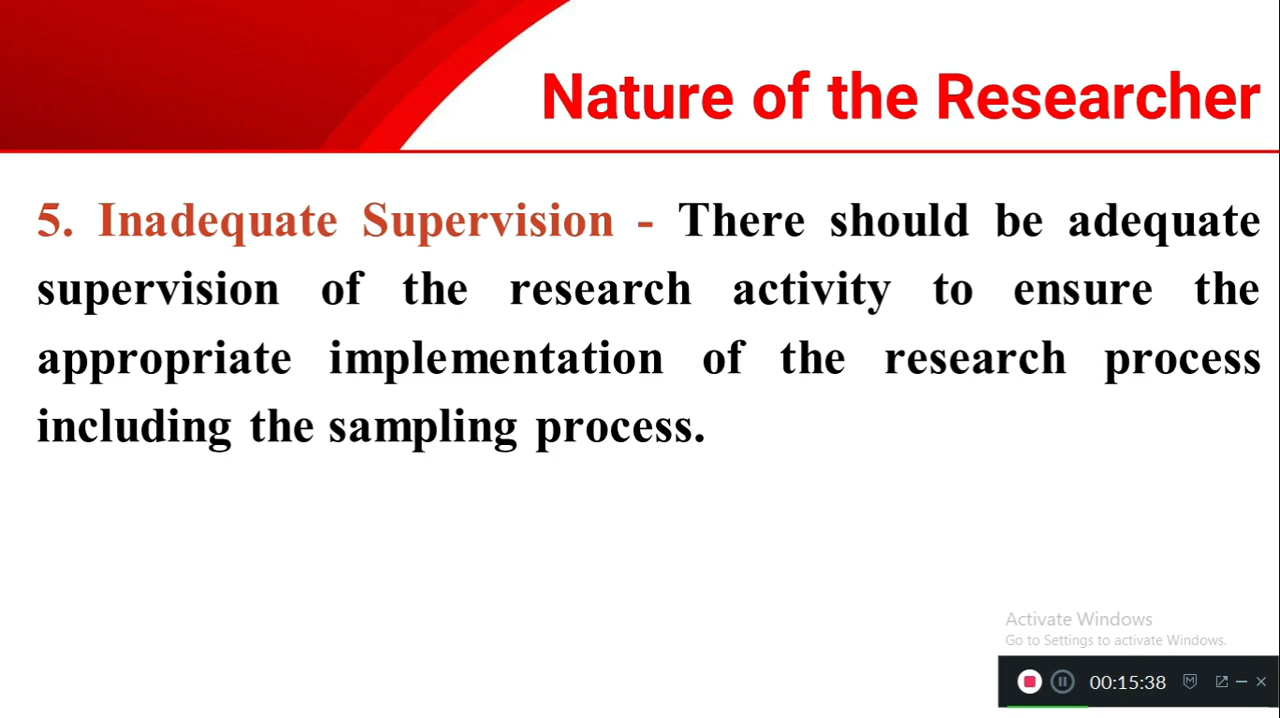 Nature of the Researcher
5. Inadequate Supervision - There should be adequate
supervision of the research activity to ensure the
appropriate implementation of the research process
including the sampling process.
Activate Windows
Go to Settings to activate Windows.
00:15:38